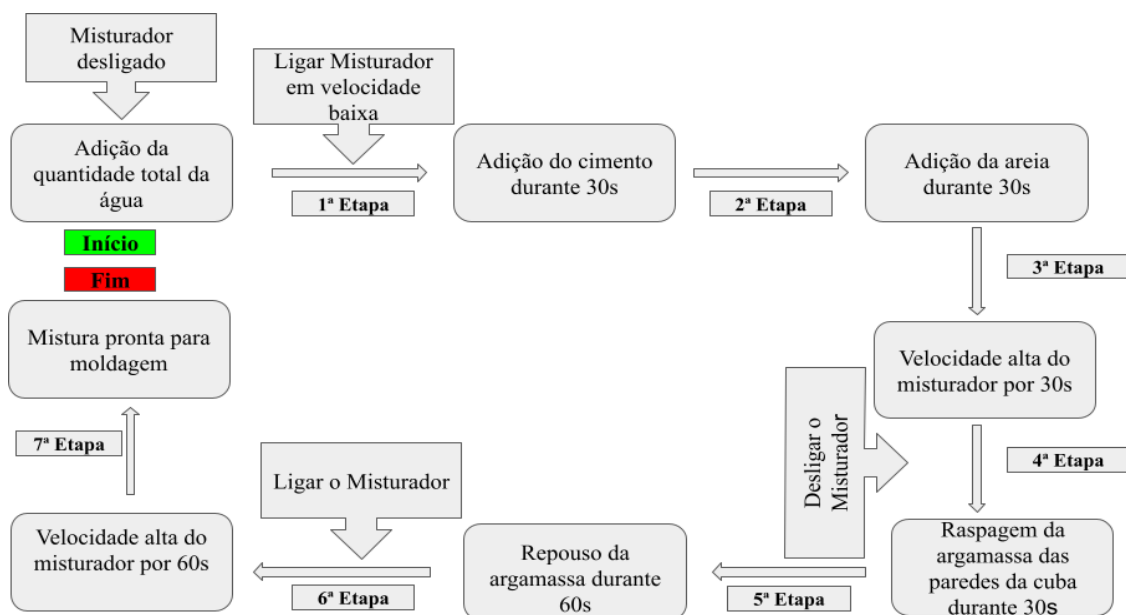 Misturador
desligado
Adição da
quantidade total da
água
Início
Ligar Misturador
em velocidade
baixa
1ª Etapa
Adição do cimento
durante 30s
2ª Etapa
Adição da areia
durante 30s
3ª Etapa
Velocidade alta do
misturador por 30s
Desligar o
Misturador
4ª Etapa
Raspagem da
argamassa das
paredes da cuba
durante 30s
5ª Etapa
Repouso da
argamassa durante
60s
Ligar o Misturador
6ª Etapa
Velocidade alta do
misturador por 60s
7ª Etapa
Mistura pronta para
moldagem
Fim